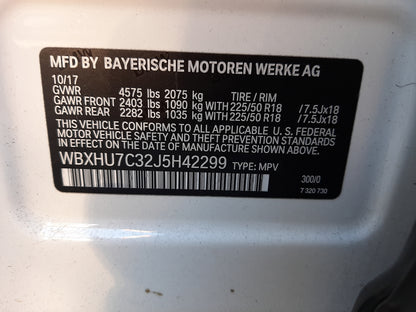 MFD BY BAYERISCHE MOTOREN WERKE AG
10/17
GVWR 4575 lbs 2075 kg TIRE / RIM
GAWR FRONT 2403 lbs 1090 kg WITH 225/50 R18 /7.5Jx18
GAWR REAR 2282 lbs 1035 kg WITH 225/50 R18 /7.5Jx18
THIS VEHICLE CONFORMS TO ALL APPLICABLE U. S. FEDERAL
MOTOR VEHICLE SAFETY AND THEFT PREVENTION STANDARDS
IN EFFECT ON THE DATE OF MANUFACTURE SHOWN ABOVE.
WBXHU7C32J5H42299 TYPE: MPV
300/0
7 320 730